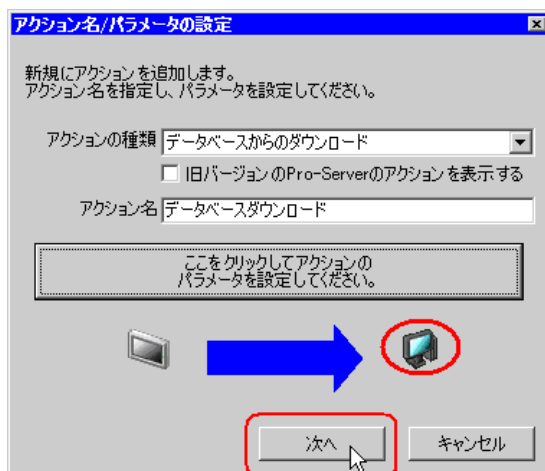 アクション名/パラメータの設定
新規にアクションを追加します。
アクション名を指定し、パラメータを設定してください。
アクションの種類 データベースからのダウンロード
旧バージョンのPro-Serverのアクションを表示する
アクション名 データベースダウンロード
ここをクリックしてアクションの
パラメータを設定してください。
次へ キャンセル